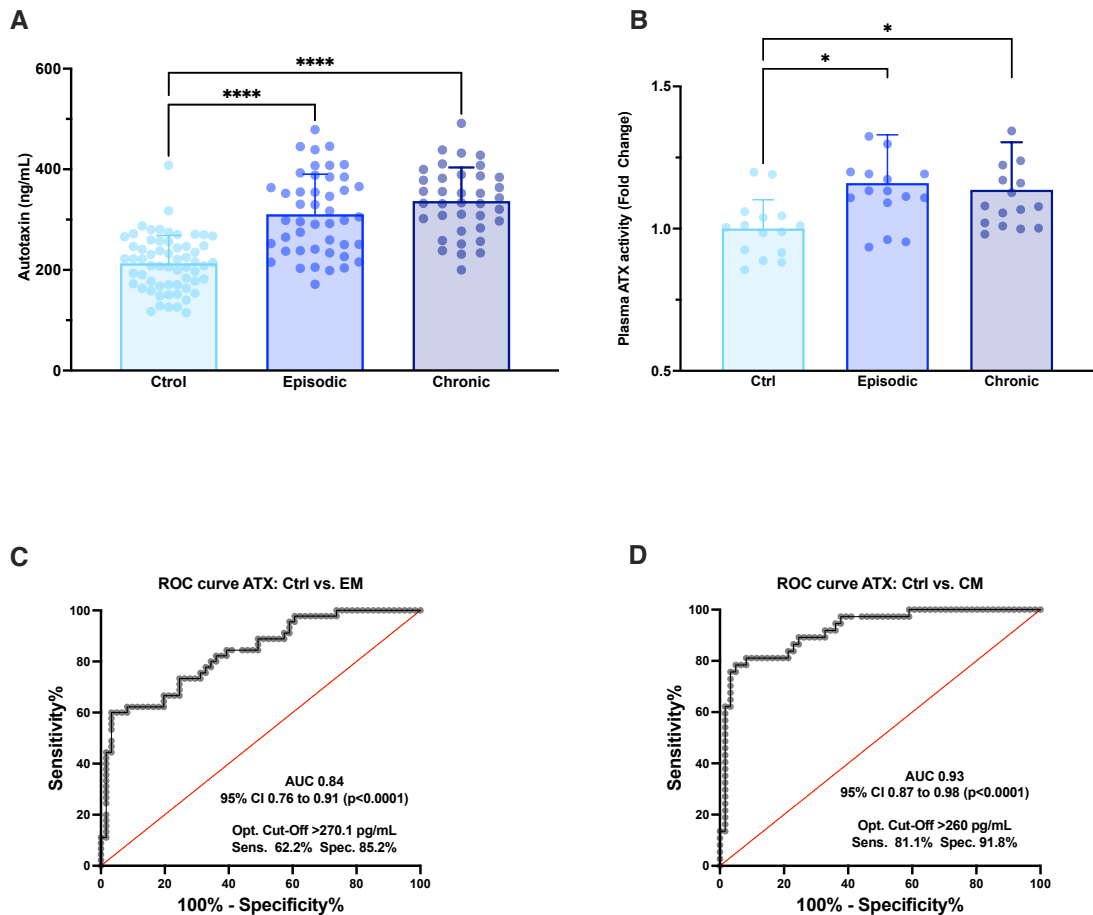 A
****
****
600
400
200
0
Autotaxin (ng/mL)
Ctrol Episodic Chronic
B
*
*
1.5
1.0
0.5
Plasma ATX activity (Fold Change)
Ctrl Episodic Chronic
C
ROC curve ATX: Ctrl vs. EM
100
80
60
40
20
0
Sensitivity%
AUC 0.84
95% CI 0.76 to 0.91 (p<0.0001)
Opt. Cut-Off >270.1 pg/mL
Sens. 62.2% Spec. 85.2%
0 20 40 60 80 100
100% - Specificity%
D
ROC curve ATX: Ctrl vs. CM
100
80
60
40
20
0
Sensitivity%
AUC 0.93
95% CI 0.87 to 0.98 (p<0.0001)
Opt. Cut-Off >260 pg/mL
Sens. 81.1% Spec. 91.8%
0 20 40 60 80 100
100% - Specificity%